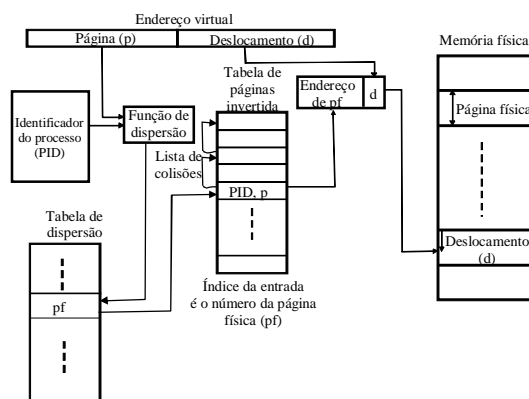 Endereço virtual
Página (p)
Deslocamento (d)
Memória física
Tabela de
páginas
invertida
Endereço
de pf
d
Página física
Identificador
do processo
(PID)
Função de
dispersão
Lista de
colisões
PID, p
Tabela de
dispersão
pf
Deslocamento
(d)
Índice da entrada
é o número da página
física (pf)